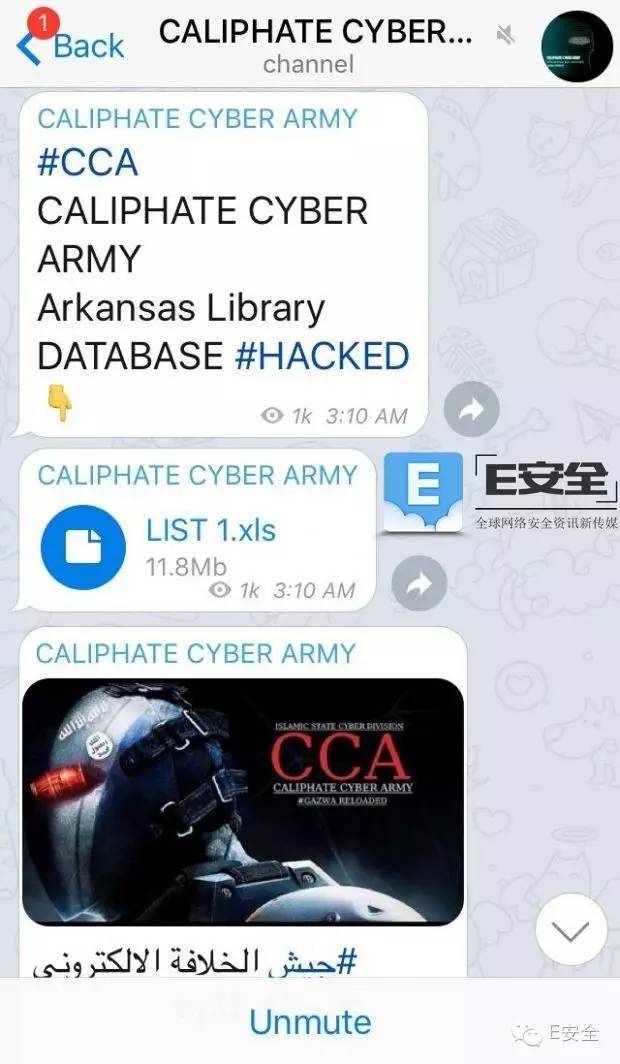 1
Back
CALIPHATE CYBER...
channel
CALIPHATE CYBER ARMY
#CCA
CALIPHATE CYBER
ARMY
Arkansas Library
DATABASE #HACKED
👇
1k 3:10 AM
CALIPHATE CYBER ARMY
LIST 1.xls
11.8Mb
1k 3:10 AM
「E安全」
全球网络安全资讯新传媒
CALIPHATE CYBER ARMY
ISLAMIC STATE CYBER DIVISION
CCA
CALIPHATE CYBER ARMY
#GAZWA RELOADED
#جيش الخلافة الالكتروني
Unmute
E安全